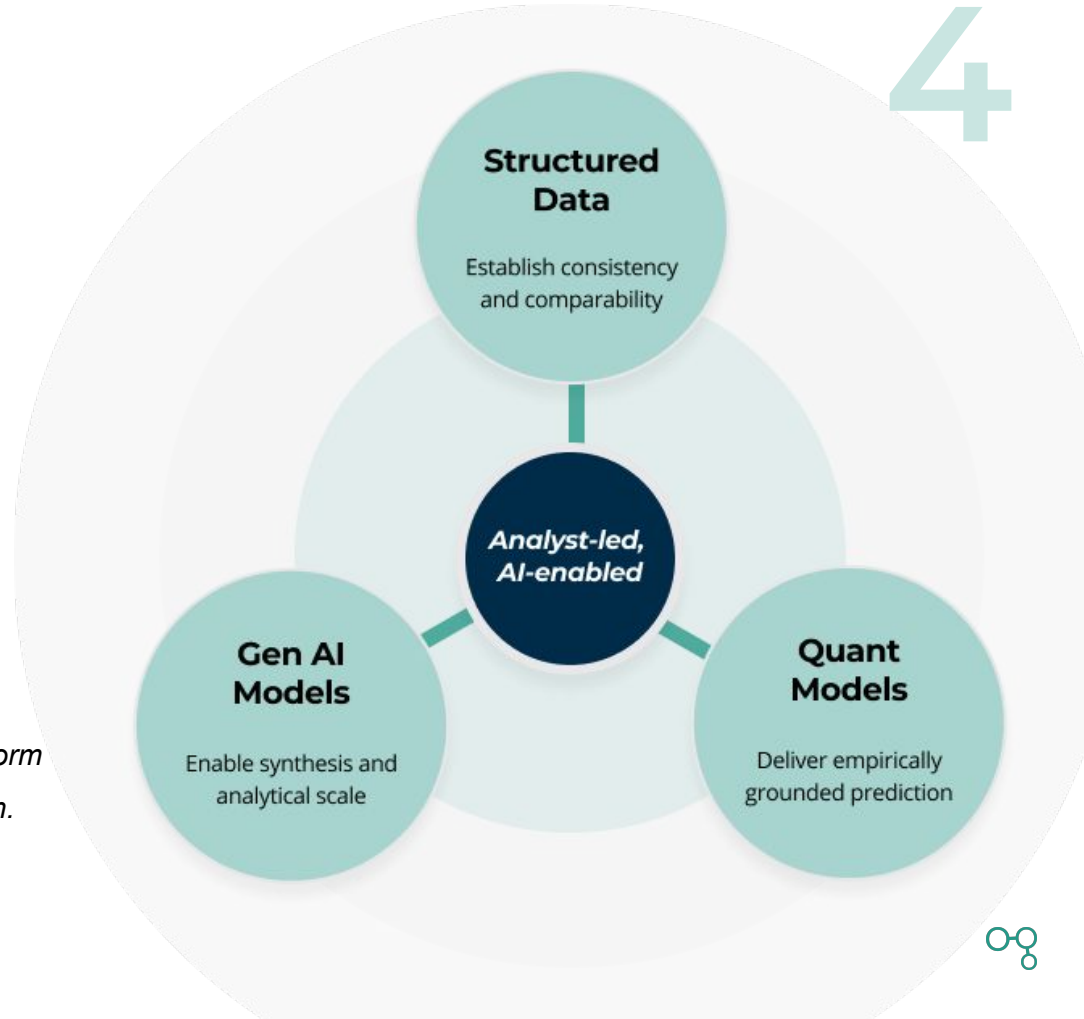 4
Structured
Data
Establish consistency
and comparability
Analyst-led,
AI-enabled
Gen AI
Models
Enable synthesis and
analytical scale
Quant
Models
Deliver empirically
grounded prediction